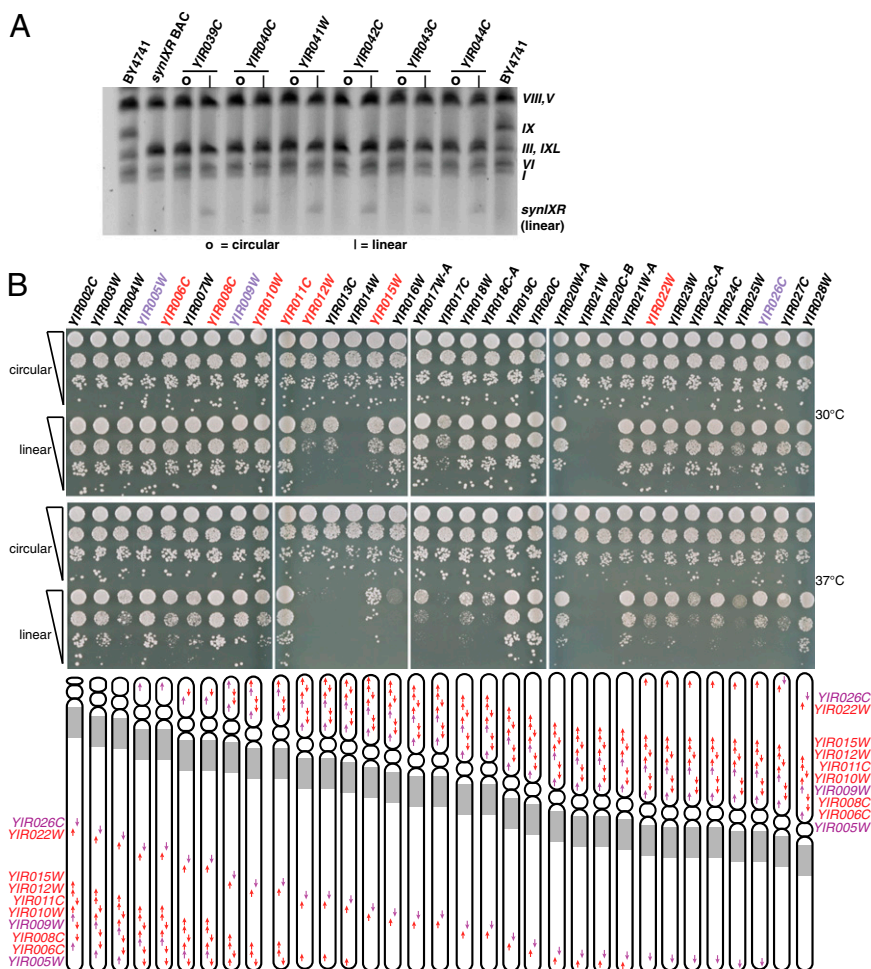 A
BY4741
synIXR BAC
YIR039C
YIR040C
YIR041W
YIR042C
YIR043C
YIR044C
BY4741
o – o – o – o – o – o –
VIII,V
IX
III, IXL
VI
I
synIXR
(linear)
o = circular
l = linear
B
YIR002C
YIR003W
YIR004W
YIR005W
YIR006C
YIR007W
YIR008C
YIR009W
YIR010W
YIR011C
YIR012W
YIR013C
YIR014W
YIR015W
YIR016W
YIR017W-A
YIR017C
YIR018W
YIR018C-A
YIR019C
YIR020C
YIR020W-A
YIR021W
YIR020C-B
YIR021W-A
YIR022W
YIR023W
YIR023C-A
YIR024C
YIR025W
YIR026C
YIR027C
YIR028W
circular
linear
30°C
circular
linear
37°C
YIR026C
YIR022W
YIR015W
YIR012W
YIR011C
YIR010W
YIR009W
YIR008C
YIR006C
YIR005W
YIR026C
YIR022W
YIR015W
YIR012W
YIR011C
YIR010W
YIR009W
YIR008C
YIR006C
YIR005W